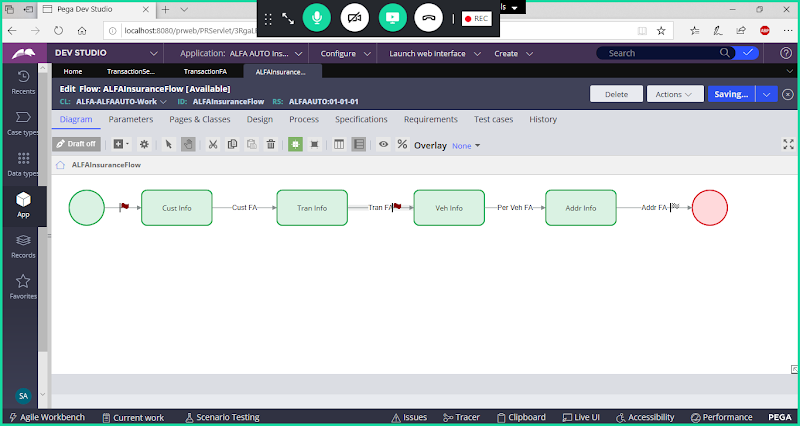 Pega Dev Studio
REC
ls
localhost:8080/prweb/PRServlet/3RgaL
ABP
DEV STUDIO
Application: ALFA AUTO Ins...
Configure
Launch web Interface
Create
Search
Home
TransactionSe...
TransactionFA
ALFAInsurance...
Recents
Case types
Data types
App
Records
Favorites
SA
Edit Flow: ALFAInsuranceFlow [Available]
CL: ALFA-ALFAAUTO-Work ID: ALFAInsuranceFlow RS: ALFAAUTO:01-01-01
Delete
Actions
Saving...
Diagram
Parameters
Pages & Classes
Design
Process
Specifications
Requirements
Test cases
History
Draft off
Overlay None
ALFAInsuranceFlow
Cust Info
Cust FA
Tran Info
Tran FA
Veh Info
Per Veh FA
Addr Info
Addr FA
Agile Workbench
Current work
Scenario Testing
Issues
Tracer
Clipboard
Live UI
Accessibility
Performance
PEGA